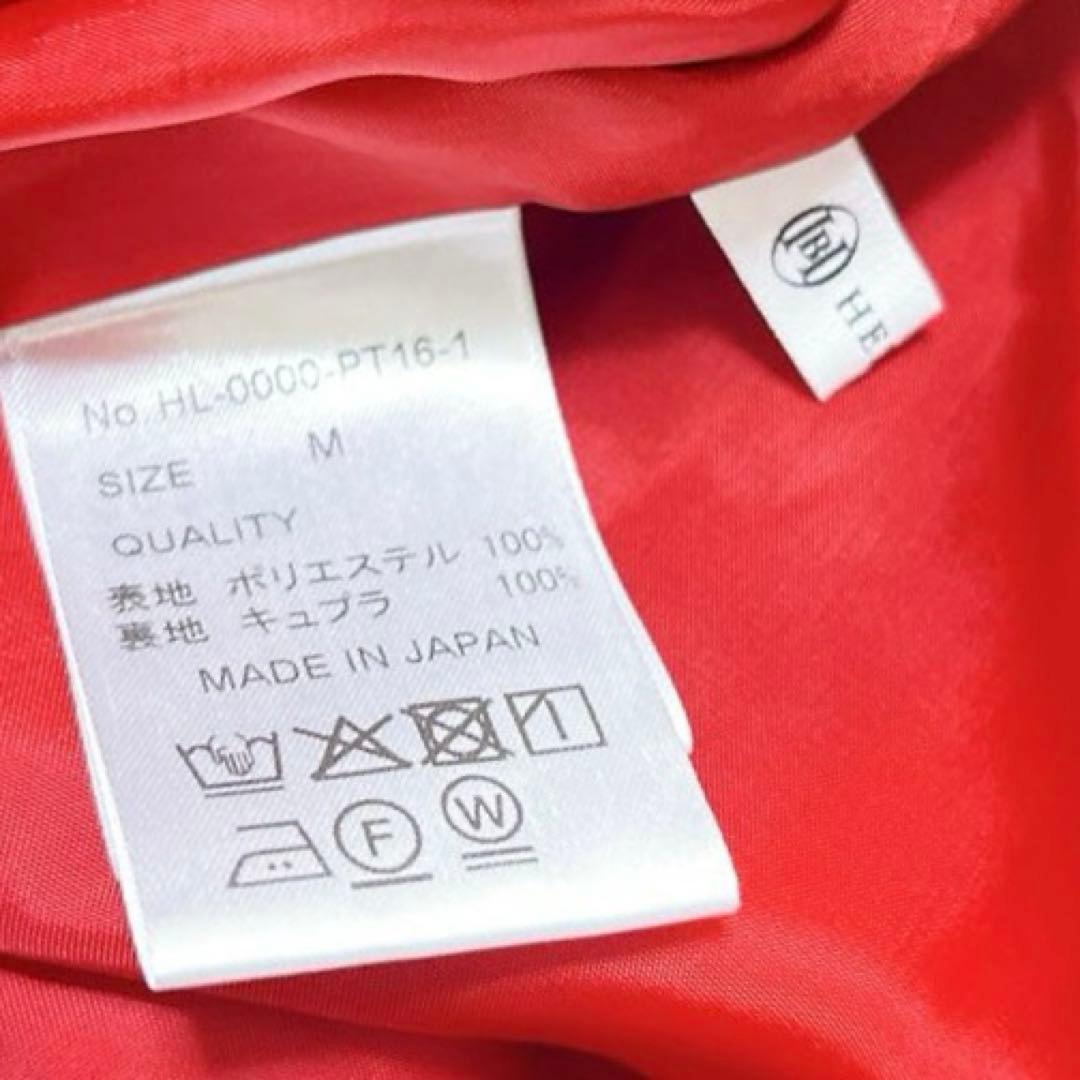 No. HL-0000-PT16-1
SIZE M
QUALITY
表地 ポリエステル 100%
裏地 キュプラ 100%
MADE IN JAPAN
F W
HE